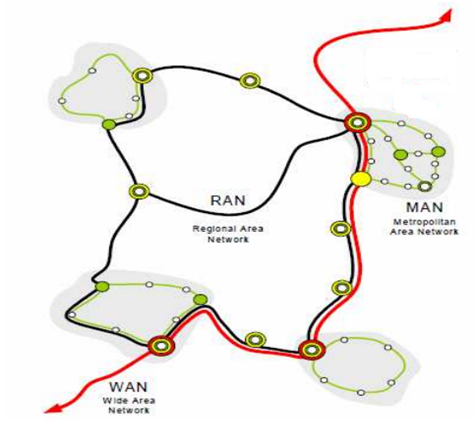 RAN
Regional Area
Network
MAN
Metropolitan
Area Network
WAN
Wide Area
Network